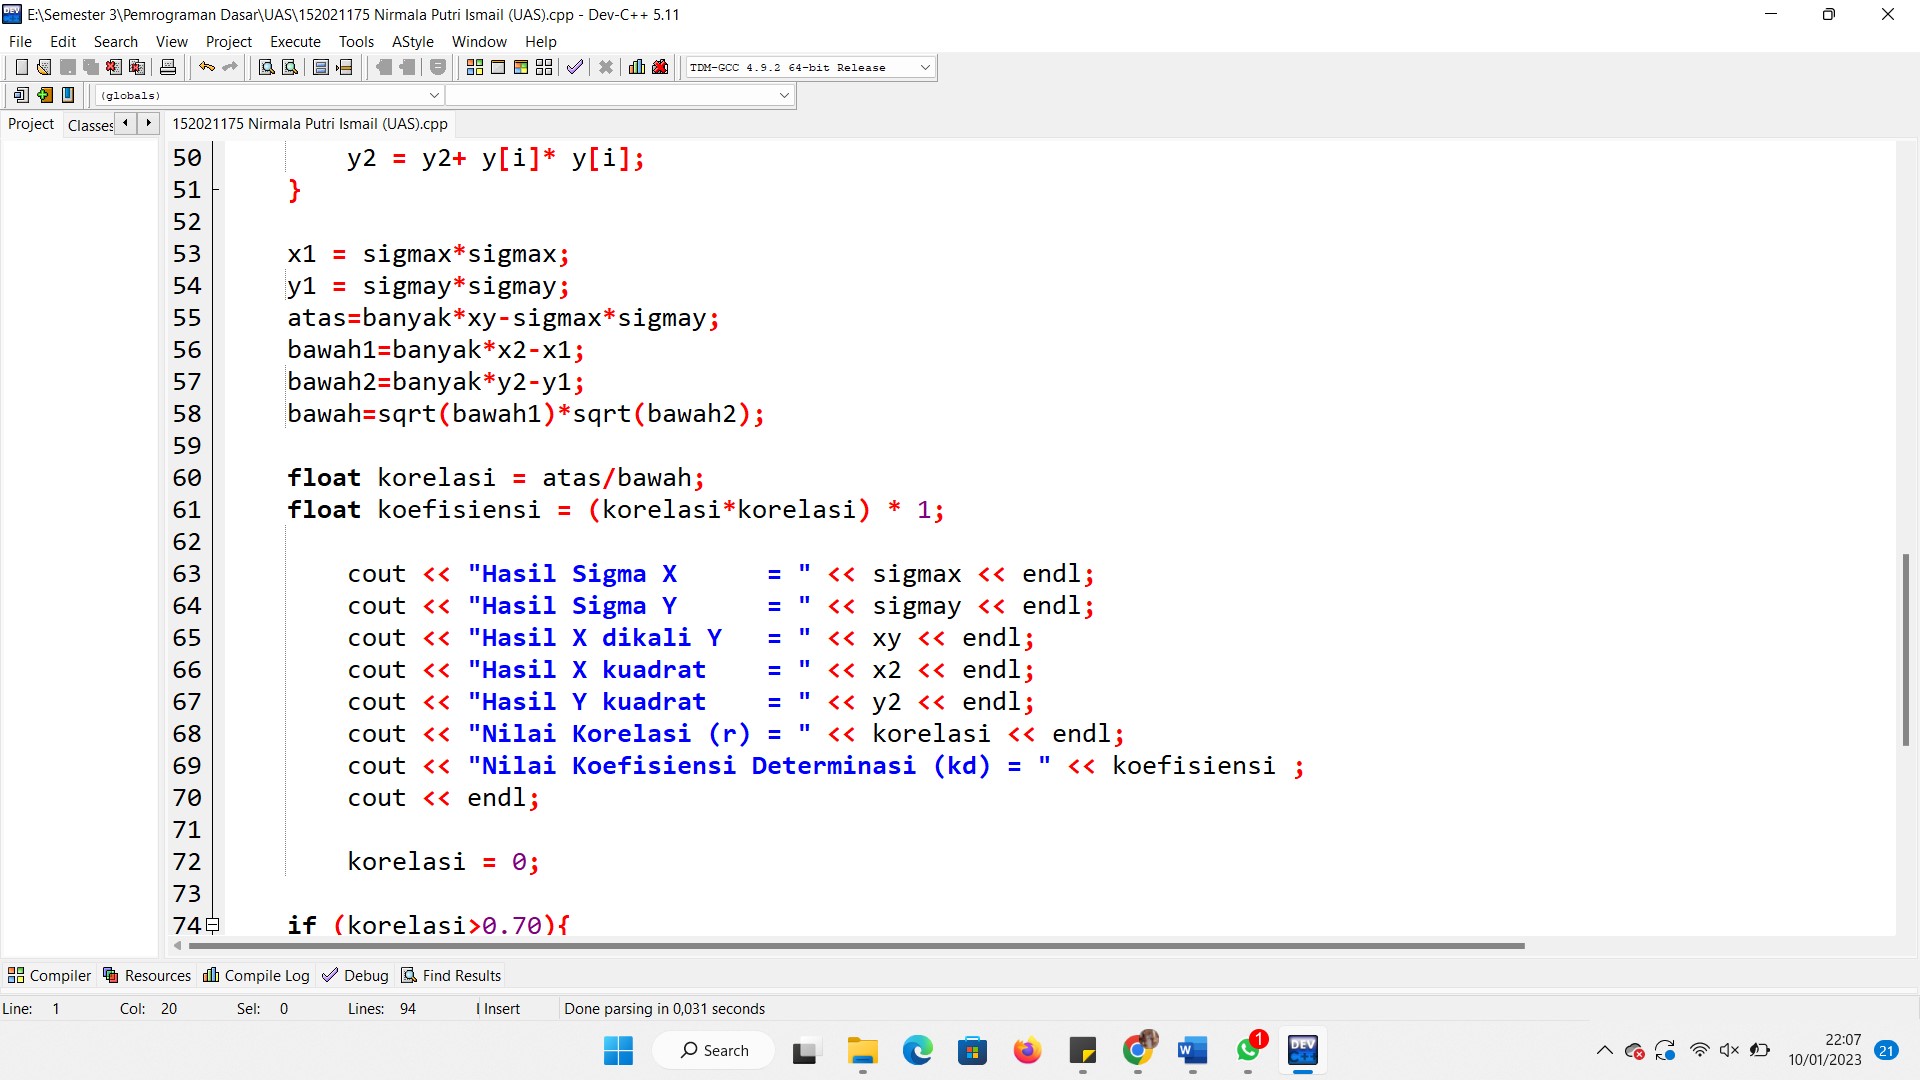 E:\Semester 3\Pemrograman Dasar\UAS\152021175 Nirmala Putri Ismail (UAS).cpp - Dev-C++ 5.11
File Edit Search View Project Execute Tools AStyle Window Help
TDM-GCC 4.9.2 64-bit Release
(globals)
Project Classes 152021175 Nirmala Putri Ismail (UAS).cpp
50 y2 = y2+ y[i]* y[i];
51 }
52
53 x1 = sigmax*sigmax;
54 y1 = sigmay*sigmay;
55 atas=banyak*xy-sigmax*sigmay;
56 bawah1=banyak*x2-x1;
57 bawah2=banyak*y2-y1;
58 bawah=sqrt(bawah1)*sqrt(bawah2);
59
60 float korelasi = atas/bawah;
61 float koefisiensi = (korelasi*korelasi) * 1;
62
63 cout << "Hasil Sigma X      = " << sigmax << endl;
64 cout << "Hasil Sigma Y      = " << sigmay << endl;
65 cout << "Hasil X dikali Y   = " << xy << endl;
66 cout << "Hasil X kuadrat    = " << x2 << endl;
67 cout << "Hasil Y kuadrat    = " << y2 << endl;
68 cout << "Nilai Korelasi (r) = " << korelasi << endl;
69 cout << "Nilai Koefisiensi Determinasi (kd) = " << koefisiensi ;
70 cout << endl;
71
72 korelasi = 0;
73
74 if (korelasi>0.70){
Compiler Resources Compile Log Debug Find Results
Line: 1 Col: 20 Sel: 0 Lines: 94 Insert Done parsing in 0,031 seconds
Search 1 DEV C++ 22:07
10/01/2023 21